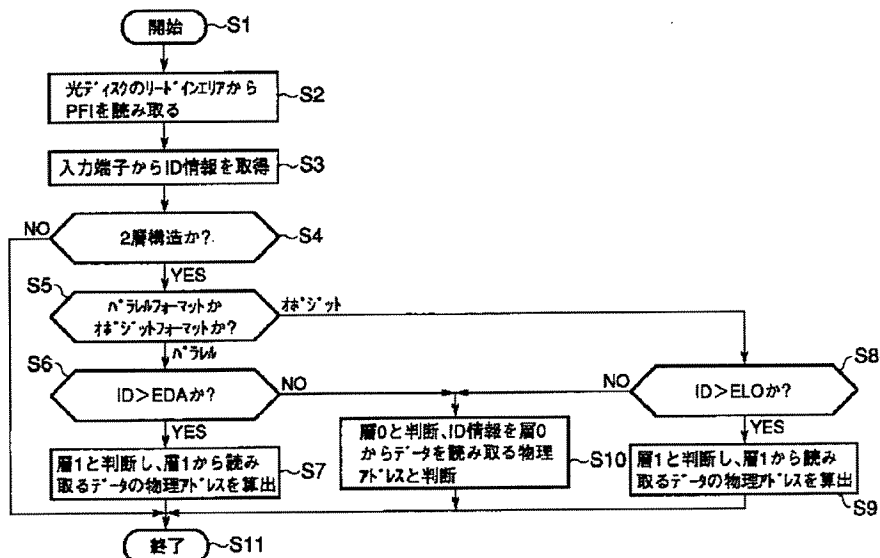 開始
S1
光ディスクのリードインエリアから
PFIを読み取る
S2
入力端子からID情報を取得
S3
2層構造か?
S4
NO
YES
S5
パラレルフォーマットか
オポジットフォーマットか?
オポジット
パラレル
S6
ID>EDAか?
NO
YES
S8
ID>ELOか?
NO
YES
層1と判断し、層1から読み
取るデータの物理アドレスを算出
S7
層0と判断、ID情報を層0
からデータを読み取る物理
アドレスと判断
S10
層1と判断し、層1から読み
取るデータの物理アドレスを算出
S9
終了
S11